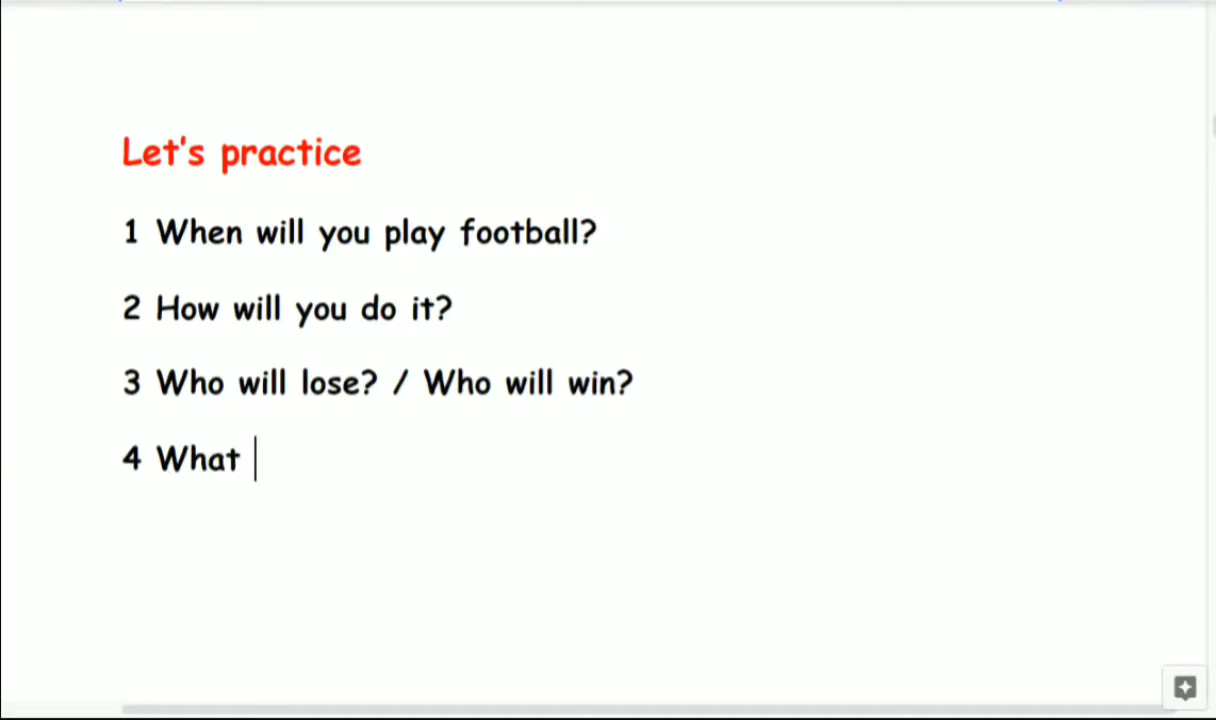 Let's practice
1 When will you play football?
2 How will you do it?
3 Who will lose? / Who will win?
4 What